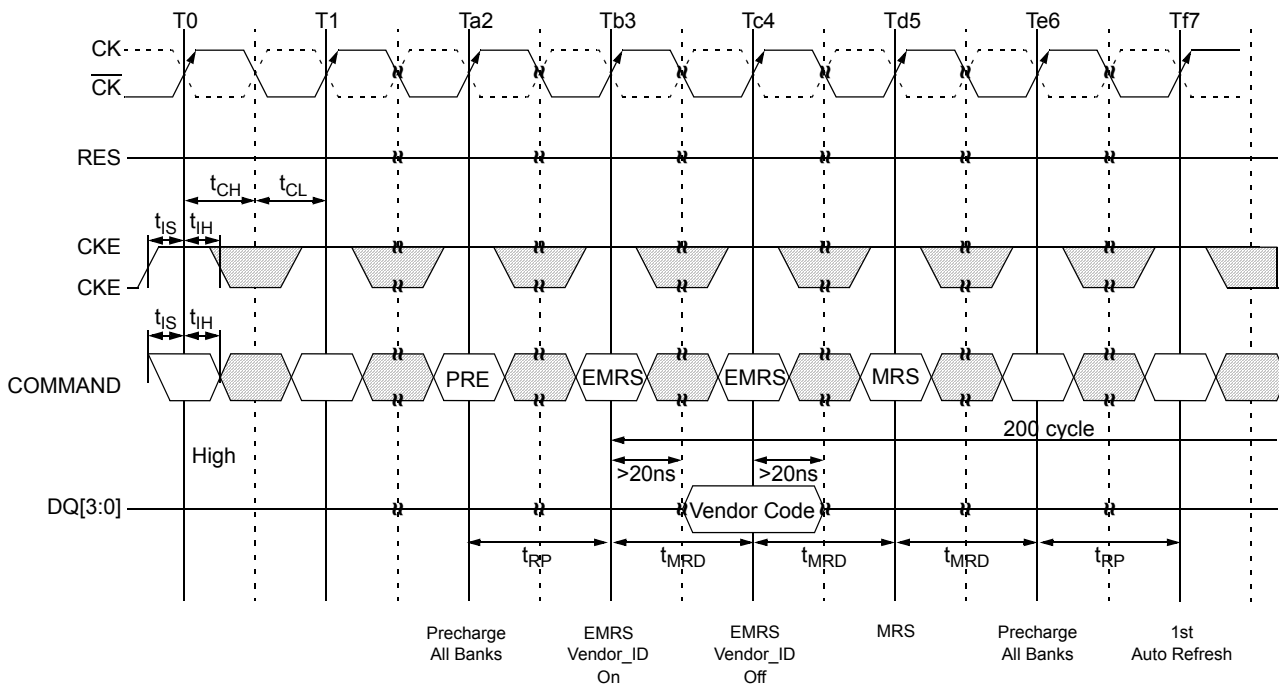 T0 T1 Ta2 Tb3 Tc4 Td5 Te6 Tf7
CK
CK
RES
tCH tCL
tIS tIH
CKE
CKE
tIS tIH
COMMAND PRE EMRS EMRS MRS
200 cycle
High
>20ns >20ns
DQ[3:0] Vendor Code
tRP tMRD tMRD tMRD tRP
Precharge
All Banks
EMRS
Vendor_ID
On
EMRS
Vendor_ID
Off
MRS
Precharge
All Banks
1st
Auto Refresh